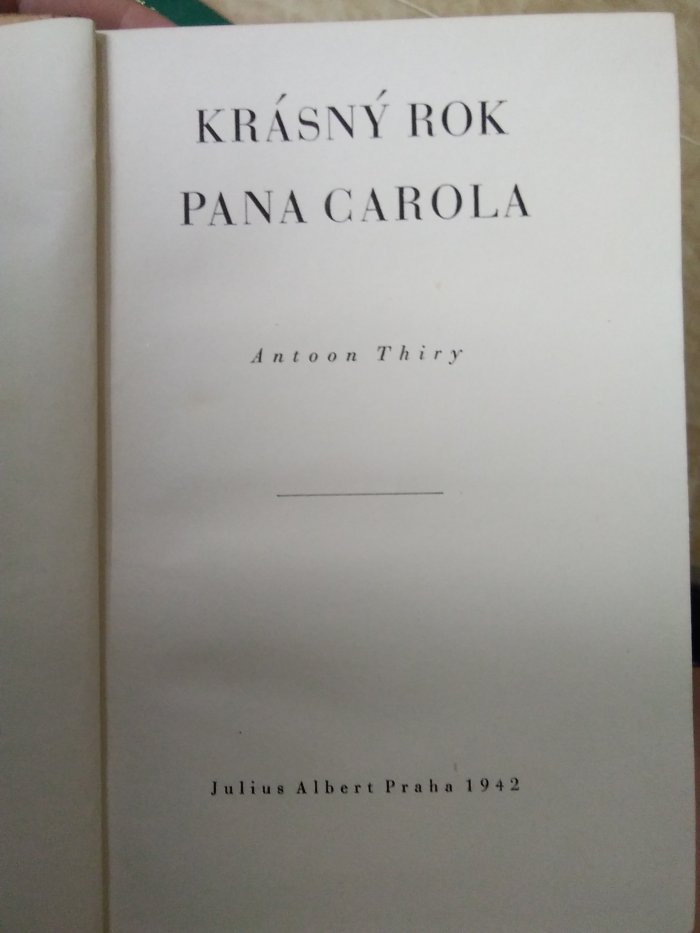 KRÁSNÝ ROK
PANA CAROLA
Antoon Thiry
Julius Albert Praha 1942